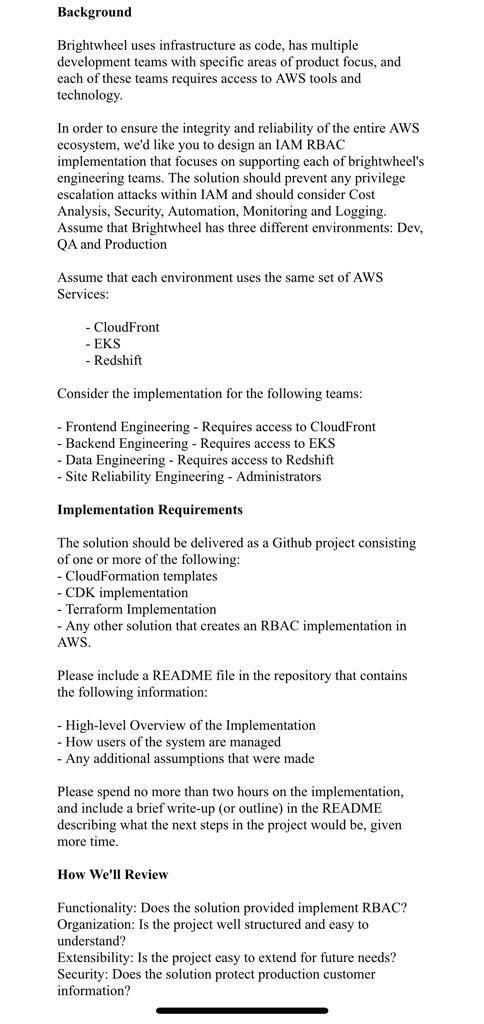 Background
Brightwheel uses infrastructure as code, has multiple
development teams with specific areas of product focus, and
each of these teams requires access to AWS tools and
technology.
In order to ensure the integrity and reliability of the entire AWS
ecosystem, we'd like you to design an IAM RBAC
implementation that focuses on supporting each of brightwheel's
engineering teams. The solution should prevent any privilege
escalation attacks within IAM and should consider Cost
Analysis, Security, Automation, Monitoring and Logging.
Assume that Brightwheel has three different environments: Dev,
QA and Production
Assume that each environment uses the same set of AWS
Services:
- CloudFront
- EKS
- Redshift
Consider the implementation for the following teams:
- Frontend Engineering - Requires access to CloudFront
- Backend Engineering - Requires access to EKS
- Data Engineering - Requires access to Redshift
- Site Reliability Engineering - Administrators
Implementation Requirements
The solution should be delivered as a Github project consisting
of one or more of the following:
- CloudFormation templates
- CDK implementation
- Terraform Implementation
- Any other solution that creates an RBAC implementation in
AWS.
Please include a README file in the repository that contains
the following information:
- High-level Overview of the Implementation
- How users of the system are managed
- Any additional assumptions that were made
Please spend no more than two hours on the implementation,
and include a brief write-up (or outline) in the README
describing what the next steps in the project would be, given
more time.
How We'll Review
Functionality: Does the solution provided implement RBAC?
Organization: Is the project well structured and easy to
understand?
Extensibility: Is the project easy to extend for future needs?
Security: Does the solution protect production customer
information?